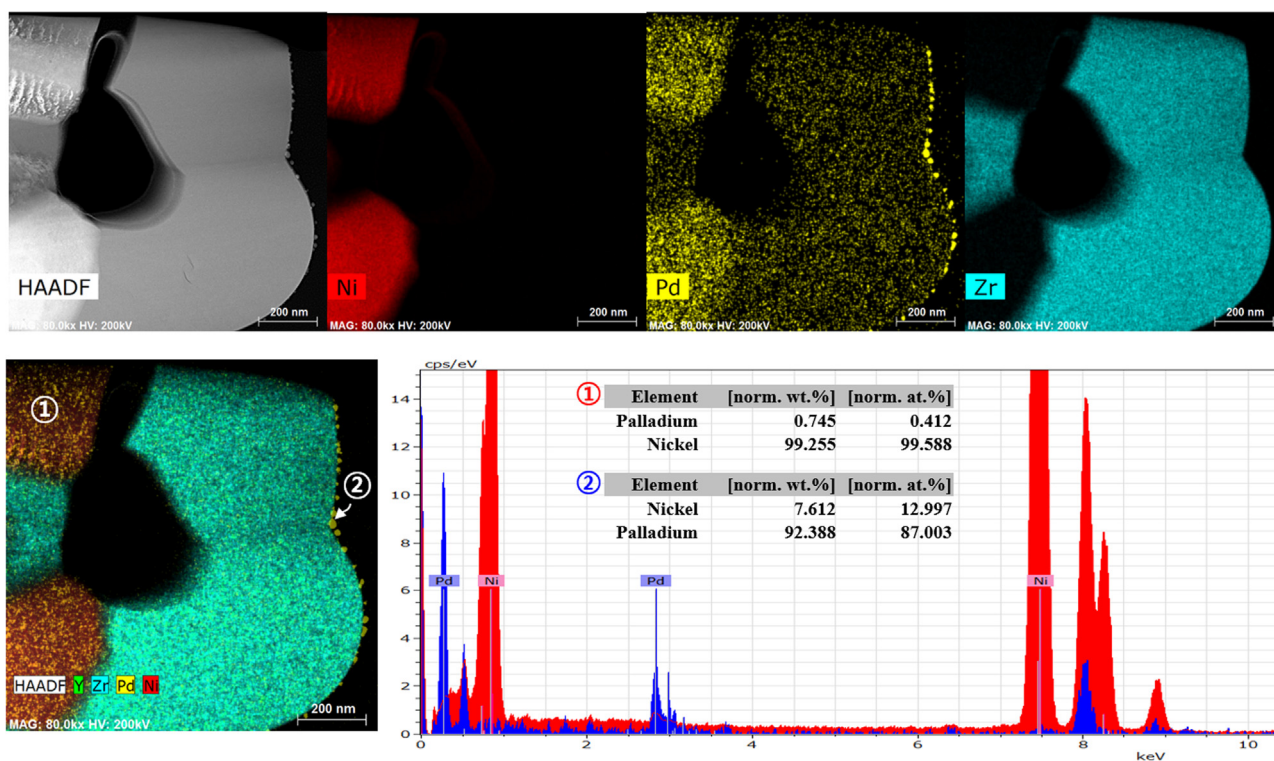 HAADF
200 nm
MAG: 80.0kx HV: 200kV
Ni
200 nm
MAG: 80.0kx HV: 200kV
Pd
200 nm
MAG: 80.0kx HV: 200kV
Zr
200 nm
MAG: 80.0kx HV: 200kV
①
②
HAADF Y Zr Pd Ni
200 nm
MAG: 80.0kx HV: 200kV
cps/eV
14
12
10
8
6
4
2
0
① Element [norm. wt.%] [norm. at.%]
Palladium 0.745 0.412
Nickel 99.255 99.588
② Element [norm. wt.%] [norm. at.%]
Nickel 7.612 12.997
Palladium 92.388 87.003
Pd Ni Pd Ni
0 2 4 6 8 10
keV